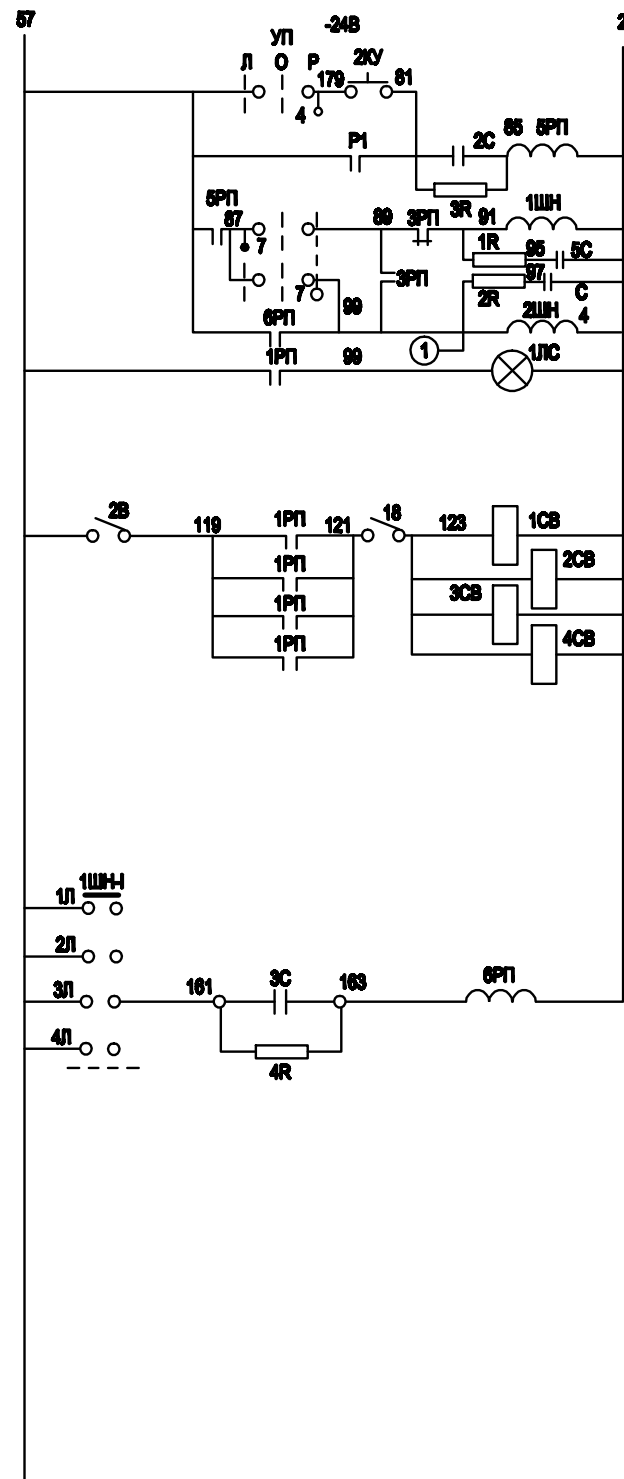 57 -24В 2
УП
Л О Р 2КУ
179 81
4
Р1 2С 85 5РП
3R
5РП 87 89 3РП 91 1ШН
7 1R 95 5С
3РП 97
7 99 2R С
6РП 2ШН 4
1
1РП 99 1ЛС
2В 119 1РП 121 18 123 1СВ
1РП 2СВ
1РП 3СВ
1РП 4СВ
1Л 1ШН-I
2Л
3Л 161 3С 163 6РП
4Л 4R